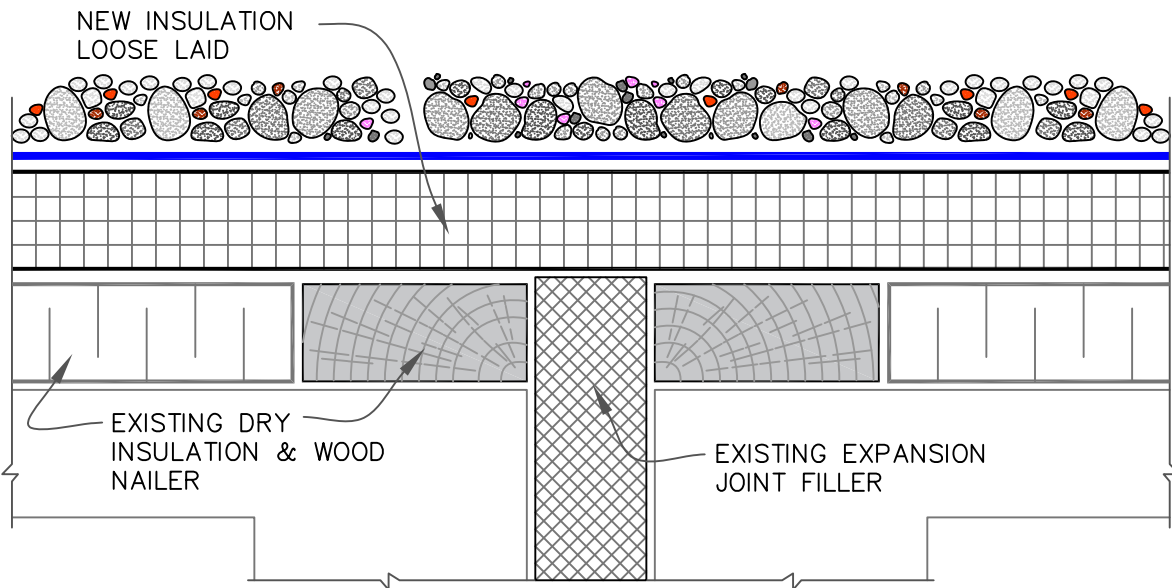 NEW INSULATION
LOOSE LAID
EXISTING DRY
INSULATION & WOOD
NAILER
EXISTING EXPANSION
JOINT FILLER